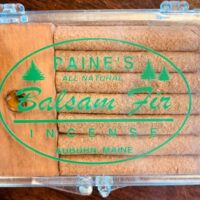 PAINE'S
ALL NATURAL
Balsam Fir
INCENSE
AUBURN, MAINE